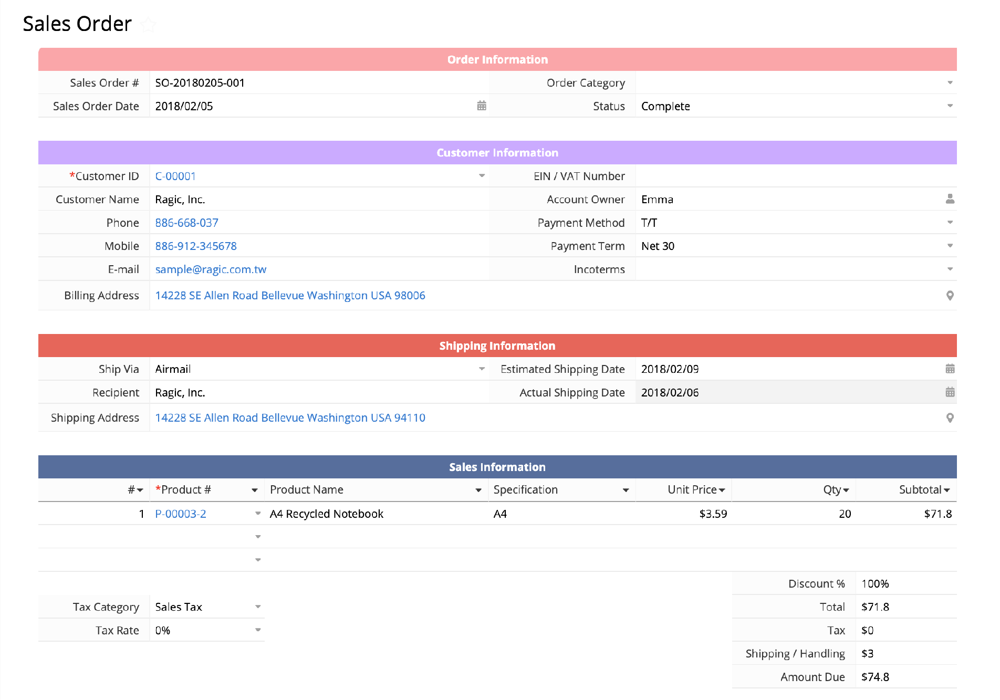 Sales Order
Order Information
Sales Order # SO-20180205-001 Order Category
Sales Order Date 2018/02/05 Status Complete
Customer Information
*Customer ID C-00001 EIN / VAT Number
Customer Name Ragic, Inc. Account Owner Emma
Phone 886-668-037 Payment Method T/T
Mobile 886-912-345678 Payment Term Net 30
E-mail sample@ragic.com.tw Incoterms
Billing Address 14228 SE Allen Road Bellevue Washington USA 98006
Shipping Information
Ship Via Airmail Estimated Shipping Date 2018/02/09
Recipient Ragic, Inc. Actual Shipping Date 2018/02/06
Shipping Address 14228 SE Allen Road Bellevue Washington USA 94110
Sales Information
# *Product # Product Name Specification Unit Price Qty Subtotal
1 P-00003-2 A4 Recycled Notebook A4 $3.59 20 $71.8
Discount % 100%
Tax Category Sales Tax Total $71.8
Tax Rate 0% Tax $0
Shipping / Handling $3
Amount Due $74.8